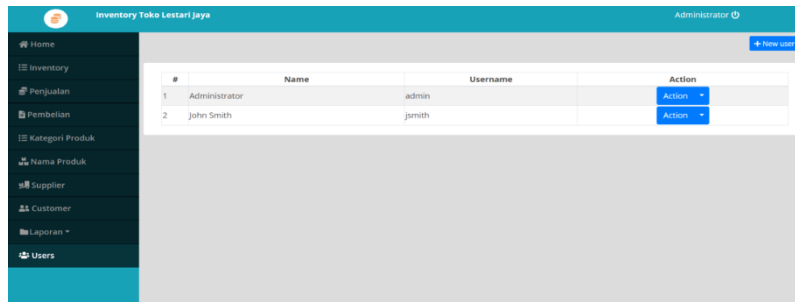 Inventory Toko Lestari Jaya Administrator
Home
+ New user
Inventory
# Name Username Action
Penjualan
1 Administrator admin Action
Pembelian
2 John Smith jsmith Action
Kategori Produk
Nama Produk
Supplier
Customer
Laporan
Users